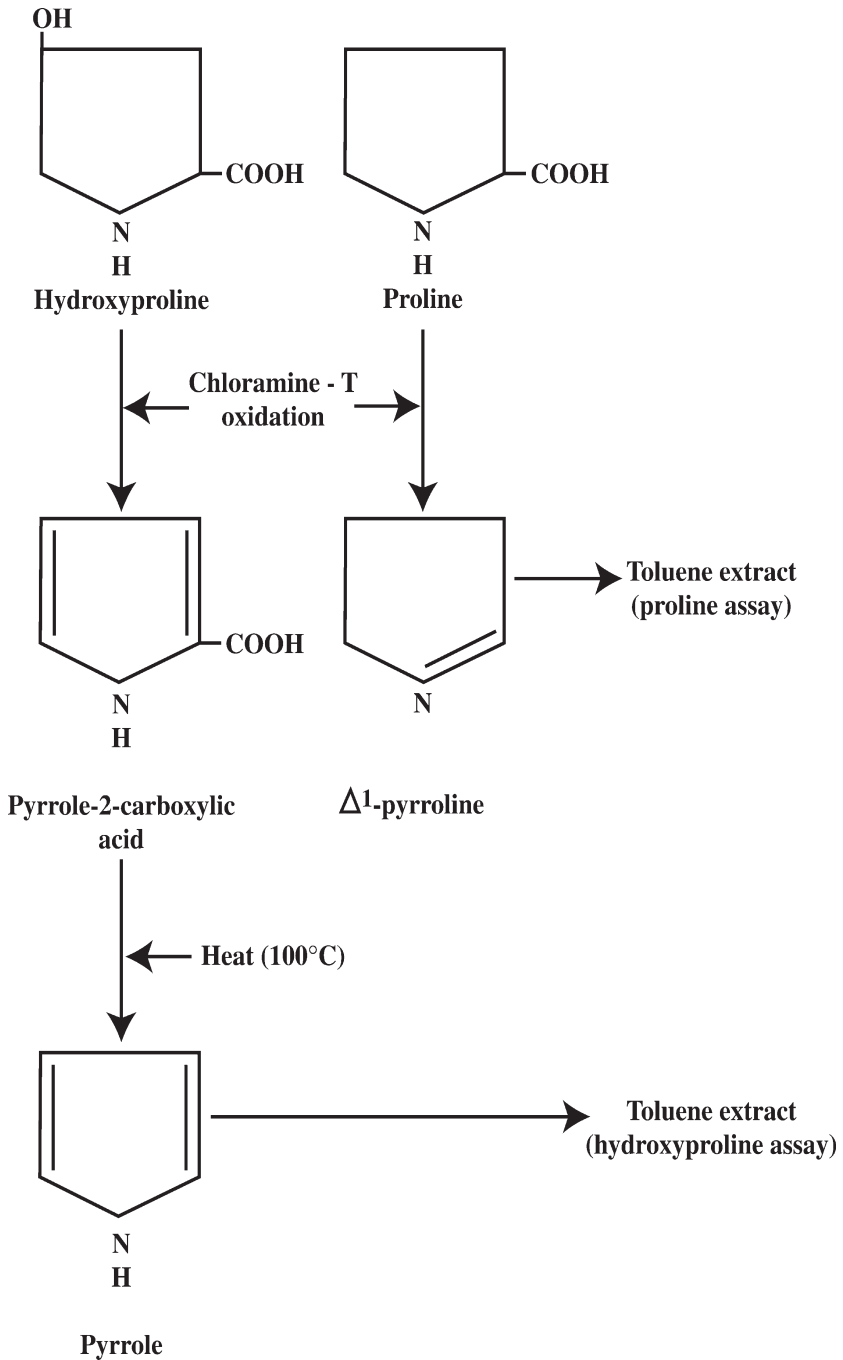 OH
COOH
N
H
Hydroxyproline
COOH
N
H
Proline
Chloramine - T
oxidation
COOH
N
H
Pyrrole-2-carboxylic
acid
N
Δ1-pyrroline
Toluene extract
(proline assay)
Heat (100°C)
N
H
Pyrrole
Toluene extract
(hydroxyproline assay)